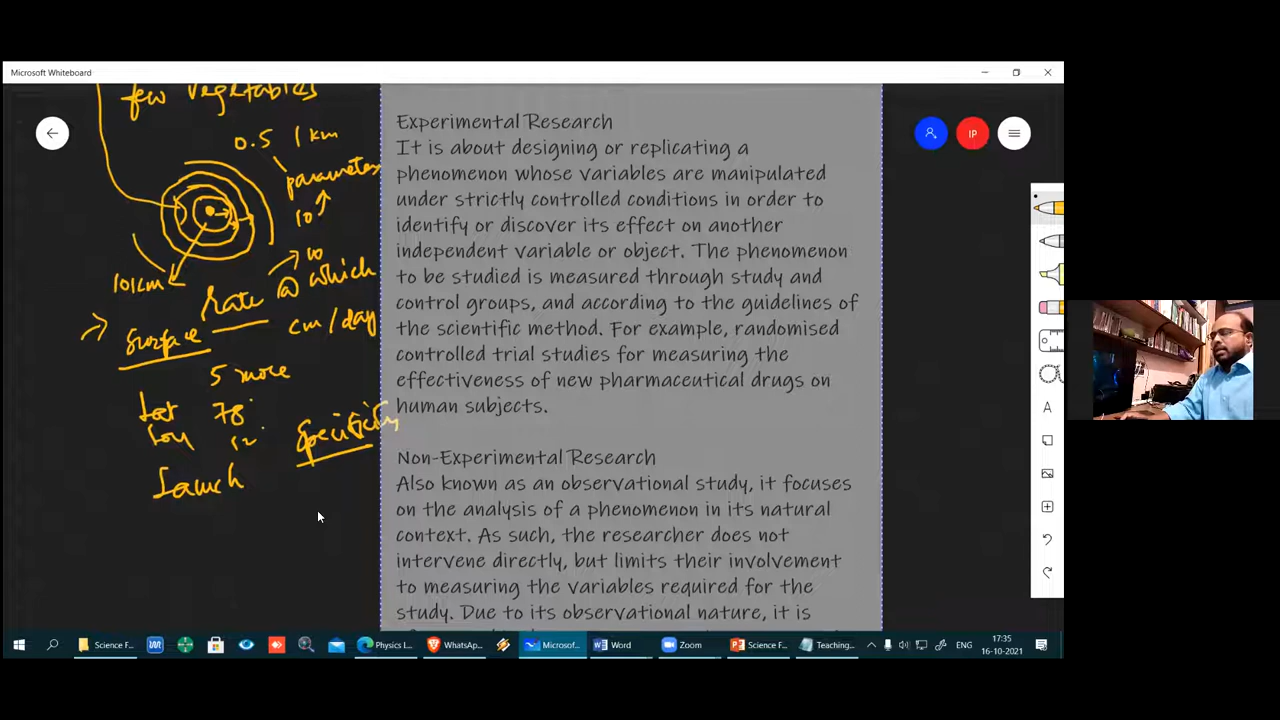 Microsoft Whiteboard
few vegetables
0.5 1 km
parameters
10
10 km
10
rate @ which
Surface
cm/day
5 more
78°
12°
Specificity
Launch
Experimental Research
It is about designing or replicating a
phenomenon whose variables are manipulated
under strictly controlled conditions in order to
identify or discover its effect on another
independent variable or object. The phenomenon
to be studied is measured through study and
control groups, and according to the guidelines of
the scientific method. For example, randomised
controlled trial studies for measuring the
effectiveness of new pharmaceutical drugs on
human subjects.
Non-Experimental Research
Also known as an observational study, it focuses
on the analysis of a phenomenon in its natural
context. As such, the researcher does not
intervene directly, but limits their involvement
to measuring the variables required for the
study. Due to its observational nature, it is
IP
A
Science F...
Physics L...
WhatsAp...
Microsof...
Word
Zoom
Science F...
Teaching...
ENG
17:35
16-10-2021